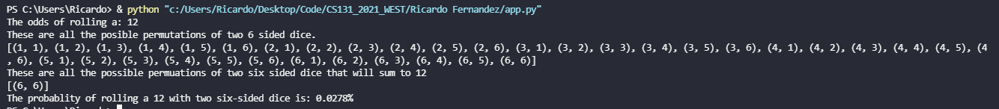 PS C:\Users\Ricardo> & python "c:/Users/Ricardo/Desktop/Code/CS131_2021_WEST/Ricardo Fernandez/app.py"
The odds of rolling a: 12
These are all the posible permutations of two 6 sided dice.
[(1, 1), (1, 2), (1, 3), (1, 4), (1, 5), (1, 6), (2, 1), (2, 2), (2, 3), (2, 4), (2, 5), (2, 6), (3, 1), (3, 2), (3, 3), (3, 4), (3, 5), (3, 6), (4, 1), (4, 2), (4, 3), (4, 4), (4, 5), (4
, 6), (5, 1), (5, 2), (5, 3), (5, 4), (5, 5), (5, 6), (6, 1), (6, 2), (6, 3), (6, 4), (6, 5), (6, 6)]
These are all the possible permuations of two six sided dice that will sum to 12
[(6, 6)]
The probablity of rolling a 12 with two six-sided dice is: 0.0278%
PS C:\Users\Ricardo>